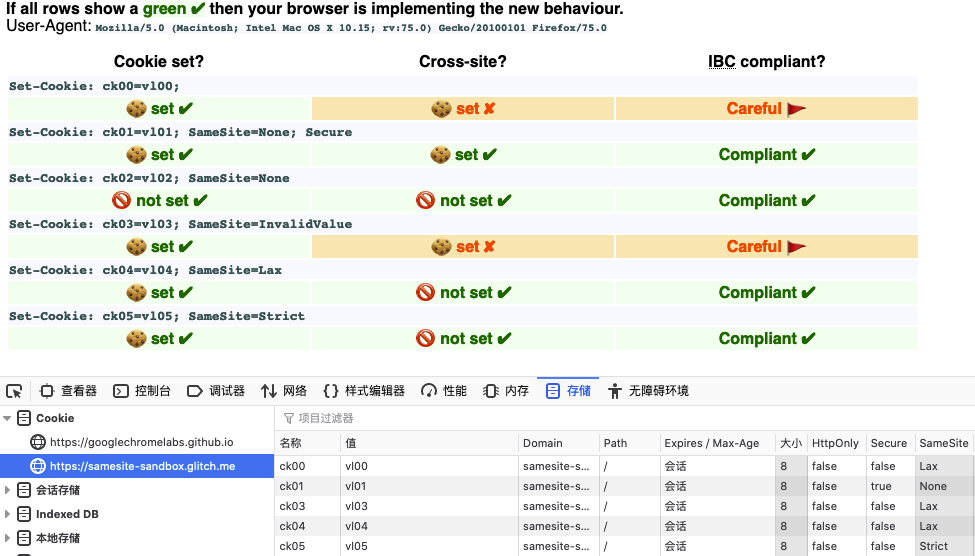 If all rows show a green ✔ then your browser is implementing the new behaviour.
User-Agent: Mozilla/5.0 (Macintosh; Intel Mac OS X 10.15; rv:75.0) Gecko/20100101 Firefox/75.0
Cookie set? Cross-site? IBC compliant?
Set-Cookie: ck00=vl00;
🍪 set ✔ 🍪 set ✘ Careful 🚩
Set-Cookie: ck01=vl01; SameSite=None; Secure
🍪 set ✔ 🍪 set ✔ Compliant ✔
Set-Cookie: ck02=vl02; SameSite=None
🚫 not set ✔ 🚫 not set ✔ Compliant ✔
Set-Cookie: ck03=vl03; SameSite=InvalidValue
🍪 set ✔ 🍪 set ✘ Careful 🚩
Set-Cookie: ck04=vl04; SameSite=Lax
🍪 set ✔ 🚫 not set ✔ Compliant ✔
Set-Cookie: ck05=vl05; SameSite=Strict
🍪 set ✔ 🚫 not set ✔ Compliant ✔
查看器 控制台 调试器 网络 样式编辑器 性能 内存 存储 无障碍环境
Cookie
https://googlechromelabs.github.io
https://samesite-sandbox.glitch.me
会话存储
Indexed DB
本地存储
项目过滤器
名称 值 Domain Path Expires / Max-Age 大小 HttpOnly Secure SameSite
ck00 vl00 samesite-s... / 会话 8 false false Lax
ck01 vl01 samesite-s... / 会话 8 false true None
ck03 vl03 samesite-s... / 会话 8 false false Lax
ck04 vl04 samesite-s... / 会话 8 false false Lax
ck05 vl05 samesite-s... / 会话 8 false false Strict